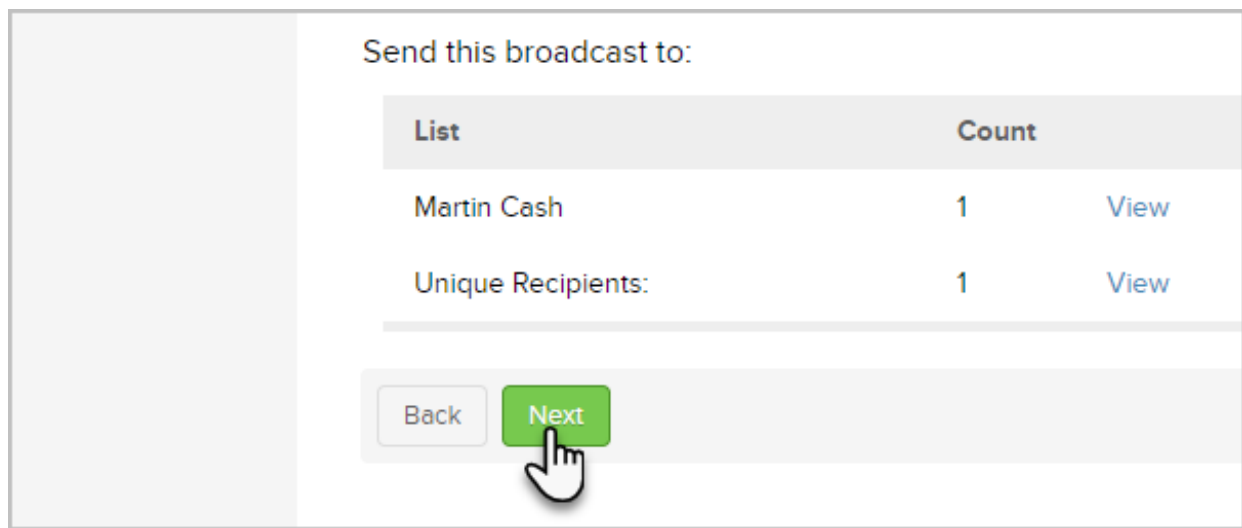 Send this broadcast to:
List Count
Martin Cash 1 View
Unique Recipients: 1 View
Back Next